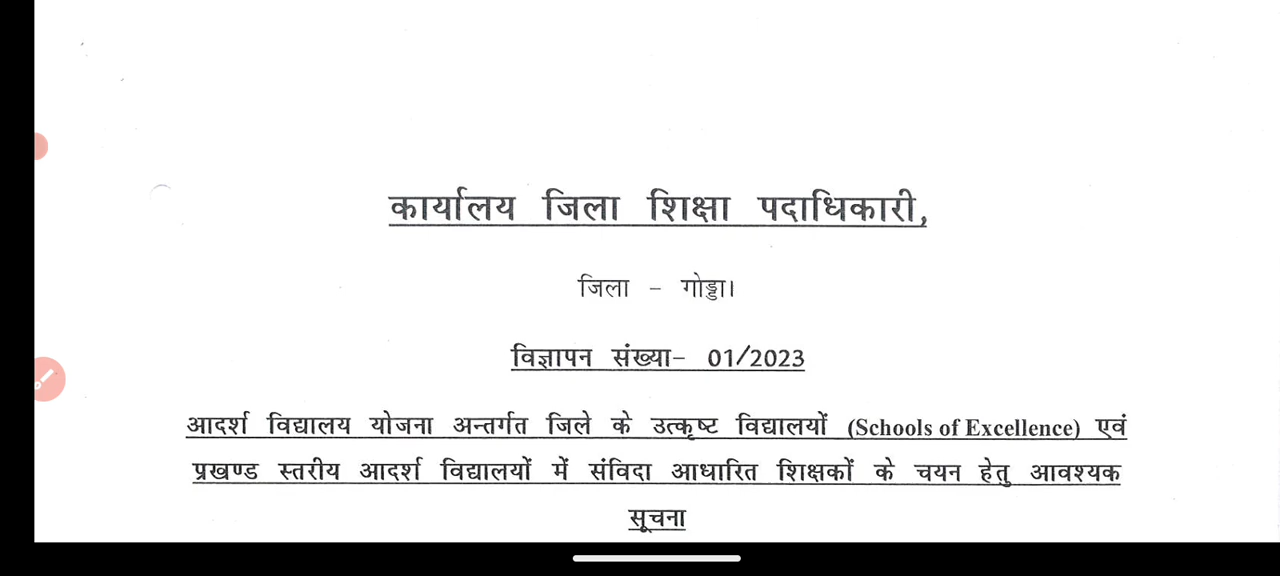 कार्यालय जिला शिक्षा पदाधिकारी,
जिला - गोड्डा।
विज्ञापन संख्या- 01/2023
आदर्श विद्यालय योजना अन्तर्गत जिले के उत्कृष्ट विद्यालयों (Schools of Excellence) एवं
प्रखण्ड स्तरीय आदर्श विद्यालयों में संविदा आधारित शिक्षकों के चयन हेतु आवश्यक
सूचना